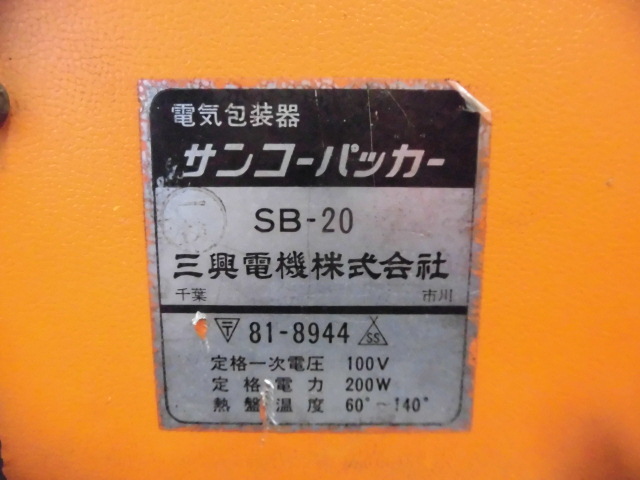 電気包装器
サンコーパッカー
SB-20
三興電機株式会社
千葉 市川
〒 81-8944 SS
定格一次電圧 100V
定格電力 200W
熱盤温度 60°~140°